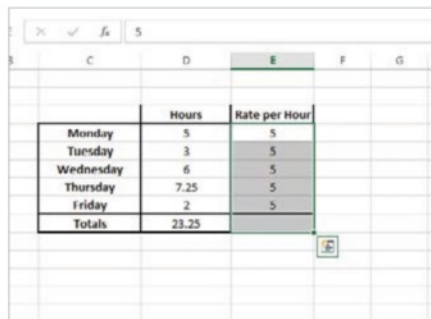 fx 5
C D E F G
Hours Rate per Hour
Monday 5 5
Tuesday 3 5
Wednesday 6 5
Thursday 7.25 5
Friday 2 5
Totals 23.25